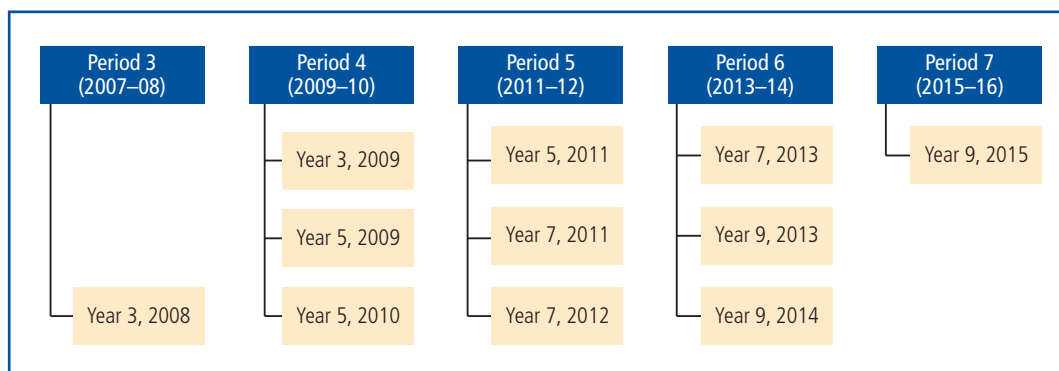 Period 3
(2007–08)
Year 3, 2008
Period 4
(2009–10)
Year 3, 2009
Year 5, 2009
Year 5, 2010
Period 5
(2011–12)
Year 5, 2011
Year 7, 2011
Year 7, 2012
Period 6
(2013–14)
Year 7, 2013
Year 9, 2013
Year 9, 2014
Period 7
(2015–16)
Year 9, 2015